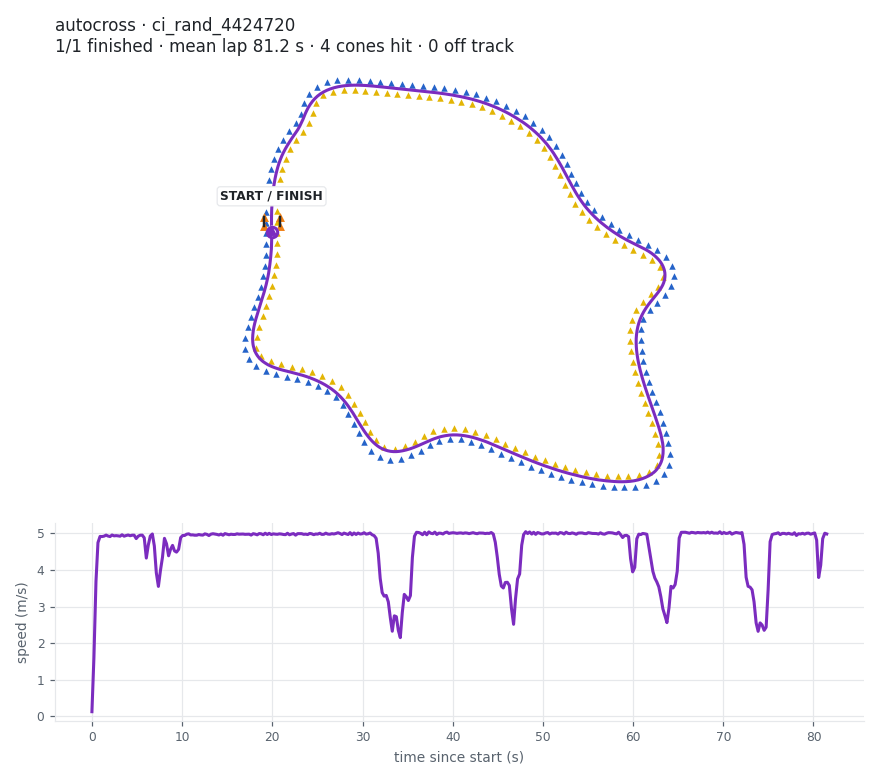 autocross · ci_rand_4424720
1/1 finished · mean lap 81.2 s · 4 cones hit · 0 off track
START / FINISH
5
4
3
2
1
0
speed (m/s)
0 10 20 30 40 50 60 70 80
time since start (s)